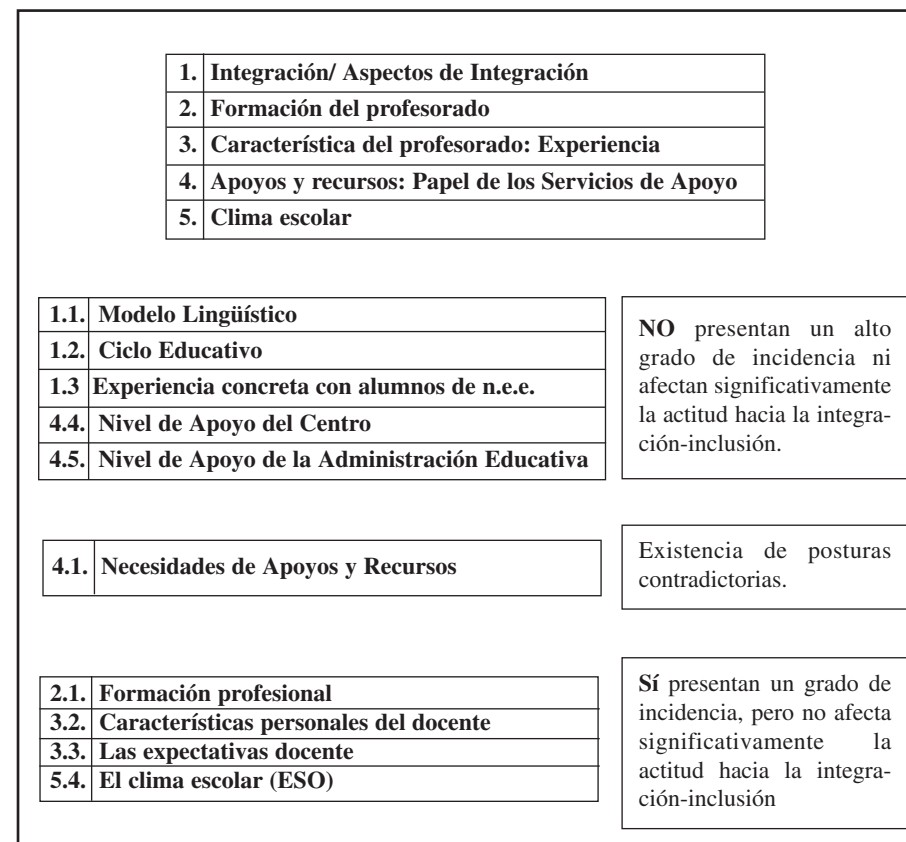 1. Integración/ Aspectos de Integración
2. Formación del profesorado
3. Característica del profesorado: Experiencia
4. Apoyos y recursos: Papel de los Servicios de Apoyo
5. Clima escolar
1.1. Modelo Lingüístico
1.2. Ciclo Educativo
1.3 Experiencia concreta con alumnos de n.e.e.
4.4. Nivel de Apoyo del Centro
4.5. Nivel de Apoyo de la Administración Educativa
NO presentan un alto
grado de incidencia ni
afectan significativamente
la actitud hacia la integra-
ción-inclusión.
4.1. Necesidades de Apoyos y Recursos
Existencia de posturas
contradictorias.
2.1. Formación profesional
3.2. Características personales del docente
3.3. Las expectativas docente
5.4. El clima escolar (ESO)
Sí presentan un grado de
incidencia, pero no afecta
significativamente la
actitud hacia la integra-
ción-inclusión